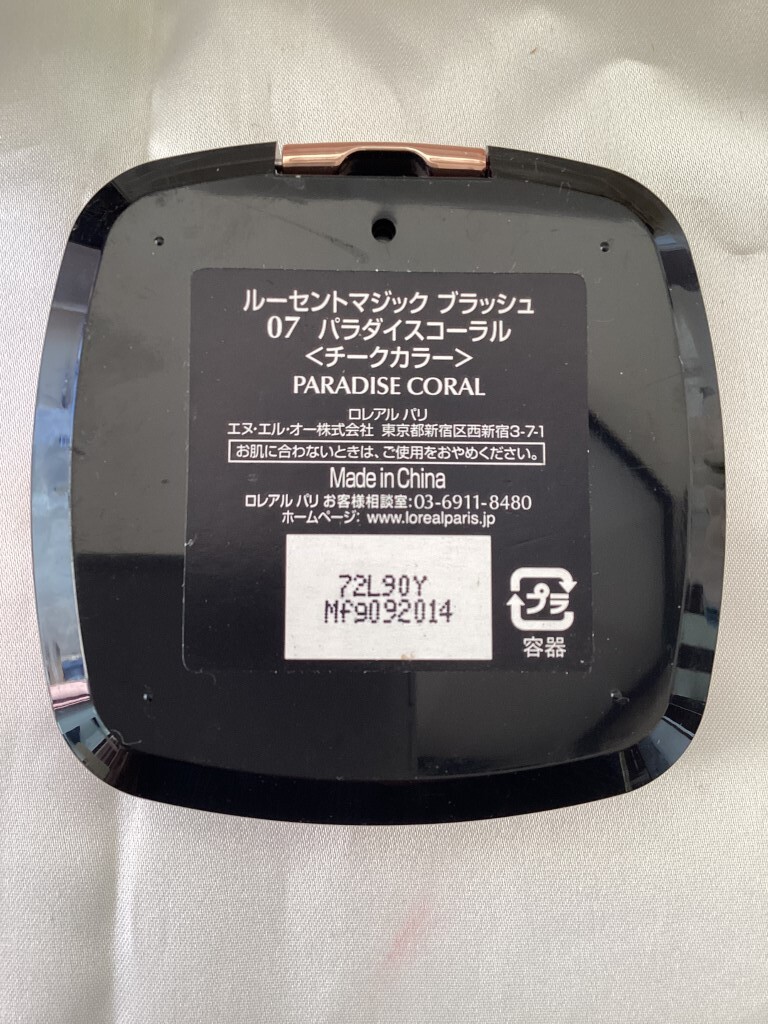 ルーセントマジック ブラッシュ
07 パラダイスコーラル
<チークカラー>
PARADISE CORAL
ロレアル パリ
エヌ・エル・オー株式会社 東京都新宿区西新宿3-7-1
お肌に合わないときは、ご使用をおやめください。
Made in China
ロレアル パリ お客様相談室:03-6911-8480
ホームページ: www.lorealparis.jp
72L90Y
Mf9092014
プラ
容器